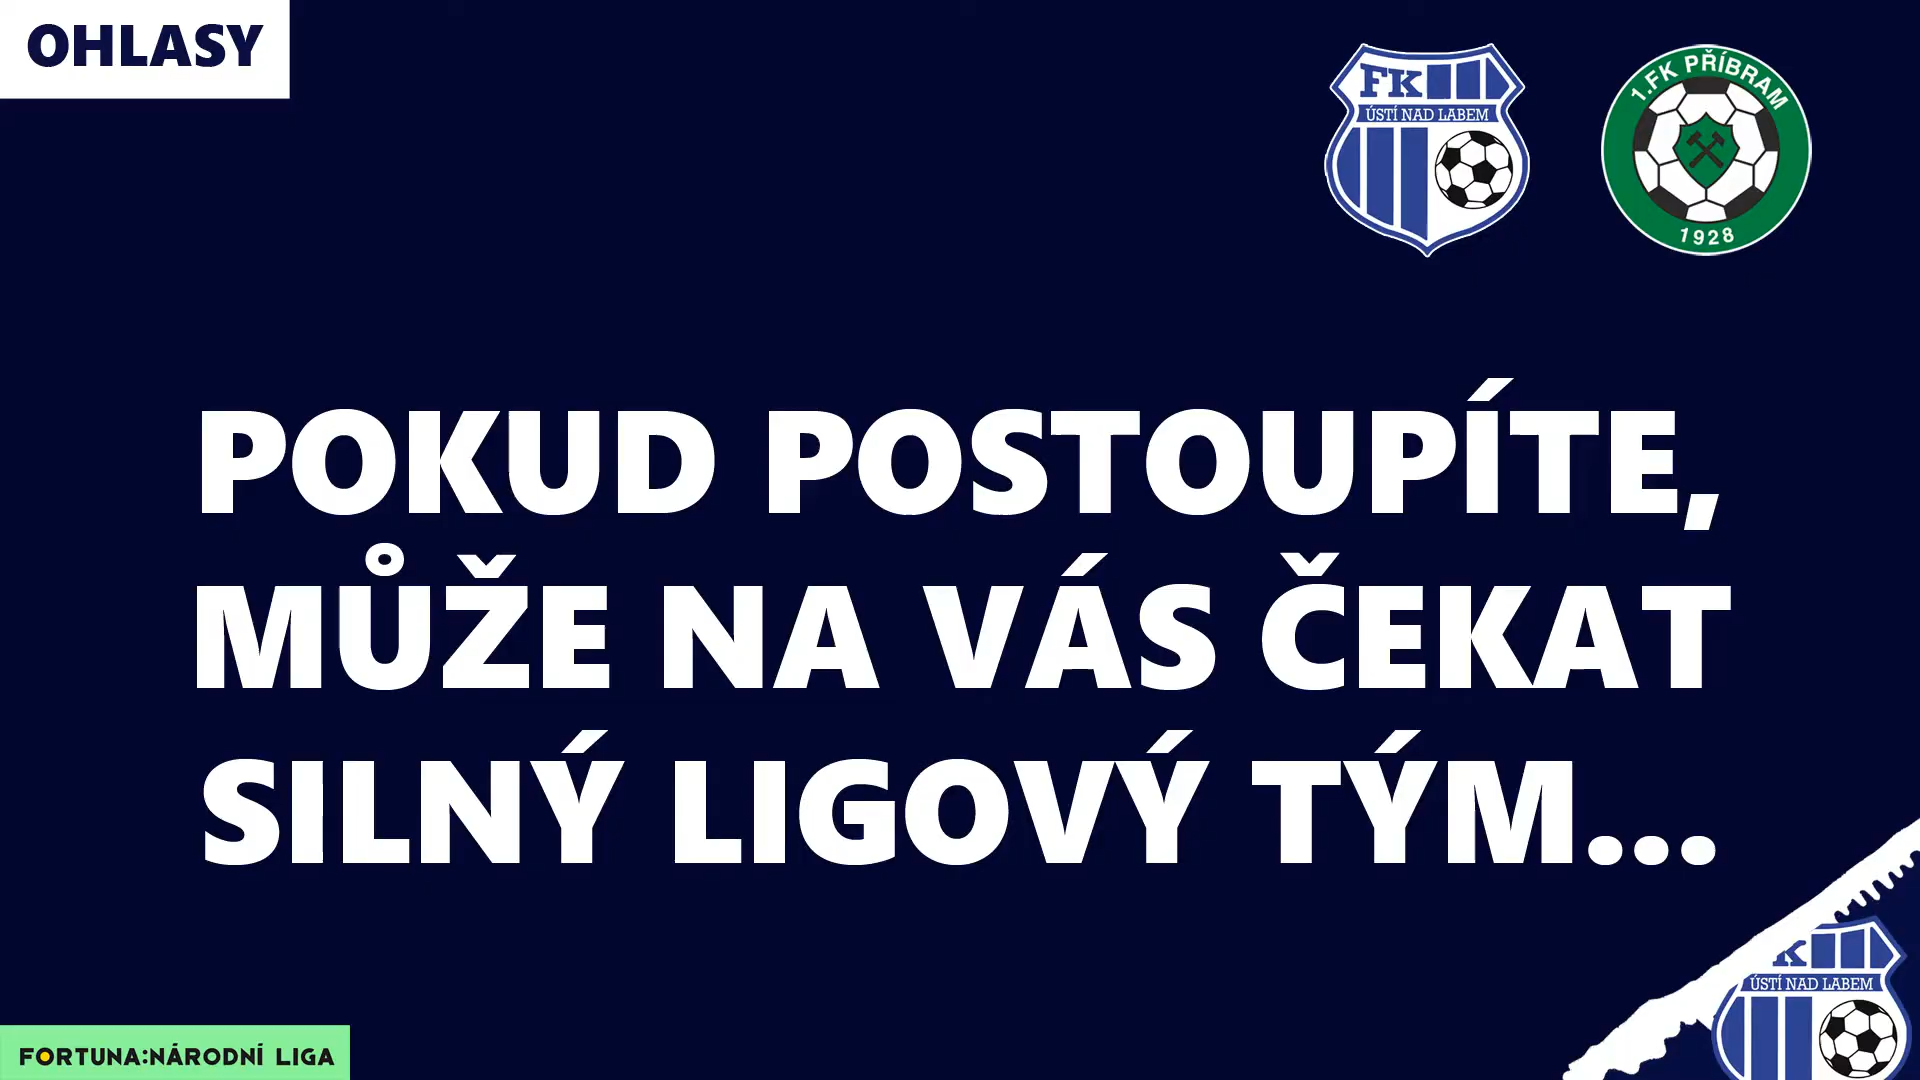 OHLASY
FK
ÚSTÍ NAD LABEM
1.FK PŘÍBRAM
1928
POKUD POSTOUPÍTE,
MŮŽE NA VÁS ČEKAT
SILNÝ LIGOVÝ TÝM...
K
ÚSTÍ NAD LABEM
FORTUNA:NÁRODNÍ LIGA